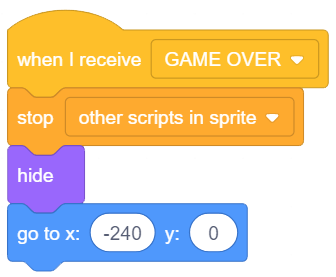 when I receive GAME OVER
stop other scripts in sprite
hide
go to x: -240 y: 0